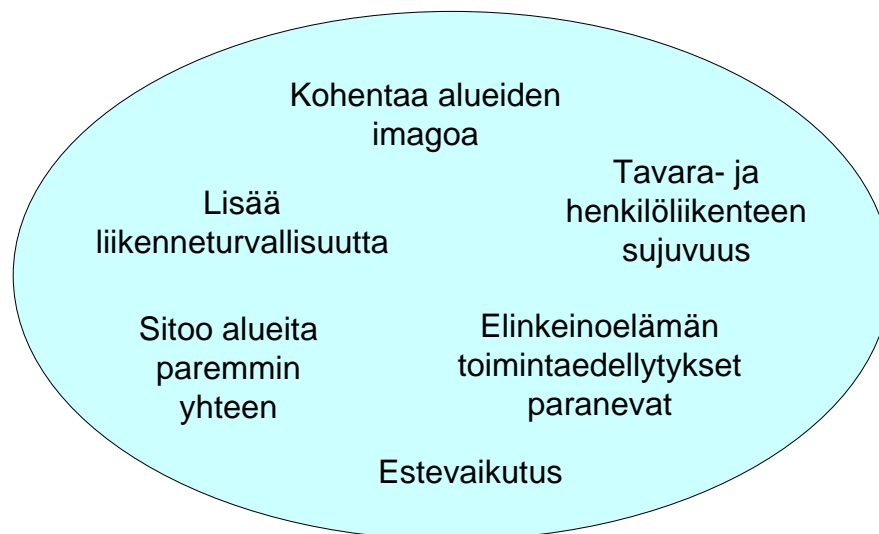 Kohentaa alueiden
imagoa
Lisää
liikenneturvallisuutta
Tavara- ja
henkilöliikenteen
sujuvuus
Sitoo alueita
paremmin
yhteen
Elinkeinoelämän
toimintaedellytykset
paranevat
Estevaikutus